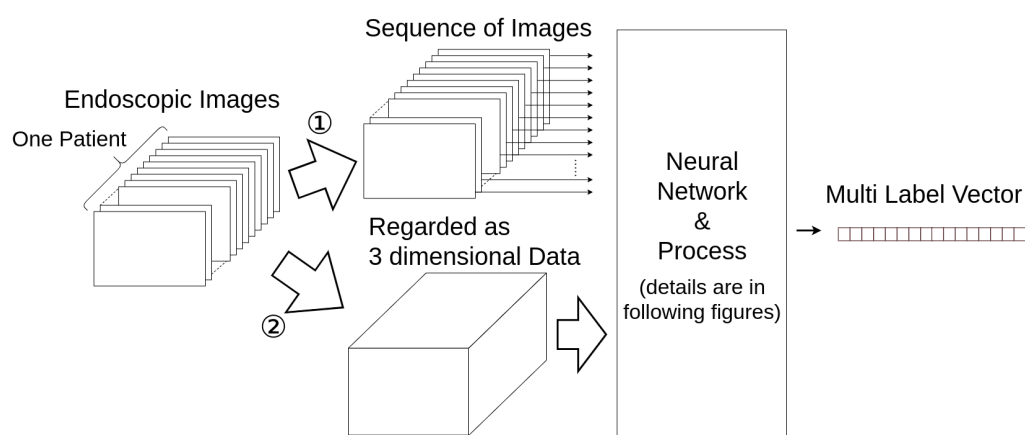 Sequence of Images
Endoscopic Images
One Patient
①
Regarded as
3 dimensional Data
②
Neural
Network
&
Process
(details are in
following figures)
Multi Label Vector